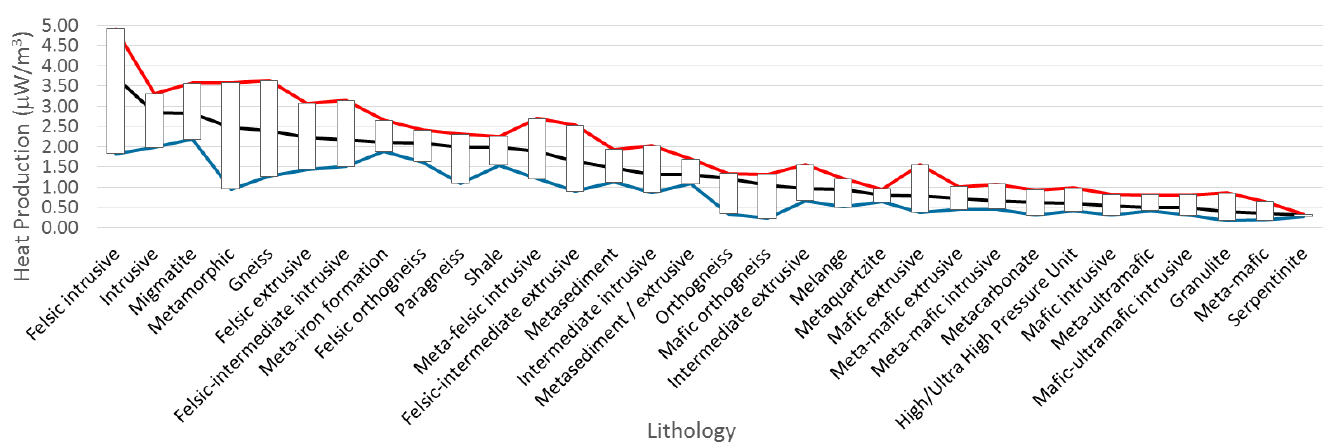 Heat Production (µW/m³)
5.00
4.50
4.00
3.50
3.00
2.50
2.00
1.50
1.00
0.50
0.00
Felsic intrusive
Intrusive
Migmatite
Metamorphic
Gneiss
Felsic extrusive
Felsic-intermediate intrusive
Meta-iron formation
Felsic orthogneiss
Paragneiss
Shale
Meta-felsic intrusive
Felsic-intermediate extrusive
Metasediment
Intermediate intrusive
Metasediment / extrusive
Orthogneiss
Mafic orthogneiss
Intermediate extrusive
Melange
Metaquartzite
Mafic extrusive
Meta-mafic extrusive
Meta-mafic intrusive
Metacarbonate
High/Ultra High Pressure Unit
Mafic intrusive
Meta-ultramafic
Mafic-ultramafic intrusive
Granulite
Meta-mafic
Serpentinite
Lithology